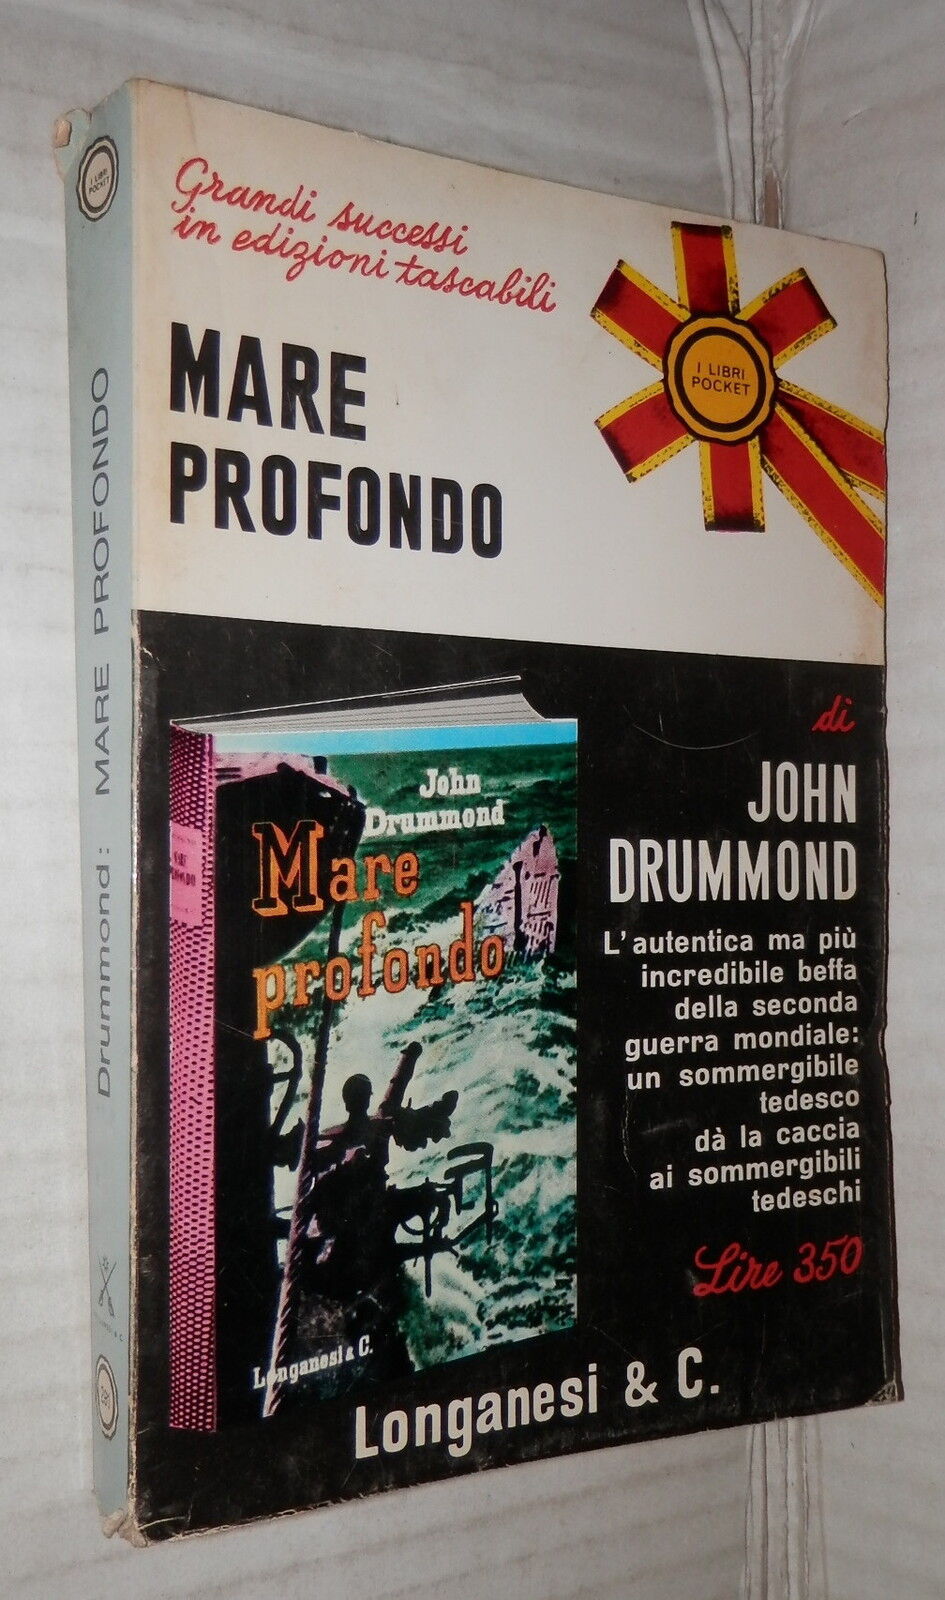 I LIBRI
POCKET
Drummond: MARE PROFONDO
Grandi successi
in edizioni tascabili
I LIBRI
POCKET
MARE
PROFONDO
di
JOHN
DRUMMOND
L'autentica ma più
incredibile beffa
della seconda
guerra mondiale:
un sommergibile
tedesco
dà la caccia
ai sommergibili
tedeschi
Lire 350
John
Drummond
Mare
profondo
Longanesi & C.
Longanesi & C.